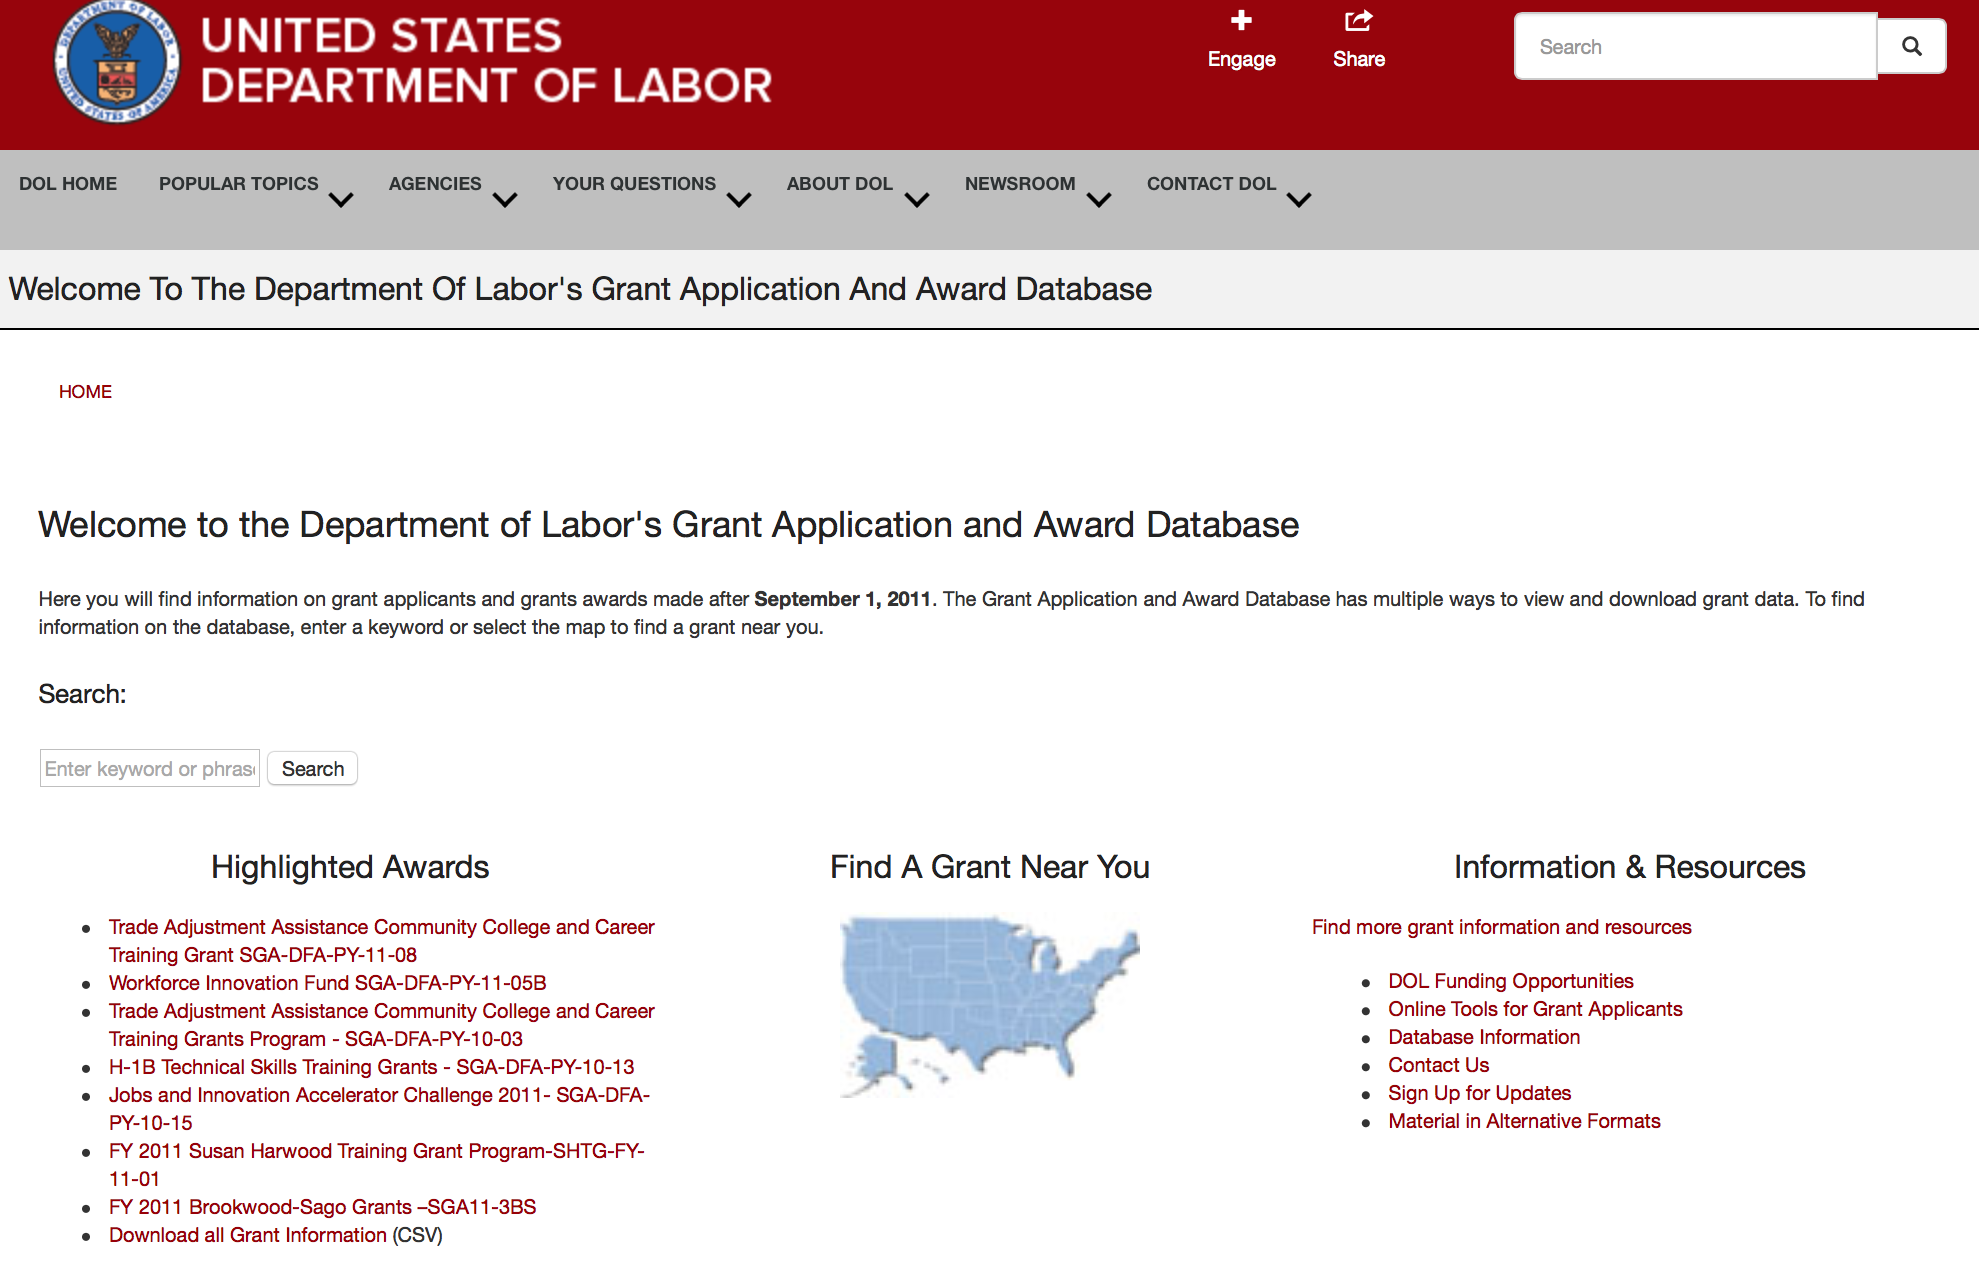 DEPARTMENT OF LABOR
UNITED STATES OF AMERICA
UNITED STATES
DEPARTMENT OF LABOR
Engage
Share
Search
DOL HOME
POPULAR TOPICS
AGENCIES
YOUR QUESTIONS
ABOUT DOL
NEWSROOM
CONTACT DOL
Welcome To The Department Of Labor's Grant Application And Award Database
HOME
Welcome to the Department of Labor's Grant Application and Award Database
Here you will find information on grant applicants and grants awards made after September 1, 2011. The Grant Application and Award Database has multiple ways to view and download grant data. To find
information on the database, enter a keyword or select the map to find a grant near you.
Search:
Enter keyword or phras
Search
Highlighted Awards
Trade Adjustment Assistance Community College and Career
Training Grant SGA-DFA-PY-11-08
Workforce Innovation Fund SGA-DFA-PY-11-05B
Trade Adjustment Assistance Community College and Career
Training Grants Program - SGA-DFA-PY-10-03
H-1B Technical Skills Training Grants - SGA-DFA-PY-10-13
Jobs and Innovation Accelerator Challenge 2011- SGA-DFA-
PY-10-15
FY 2011 Susan Harwood Training Grant Program-SHTG-FY-
11-01
FY 2011 Brookwood-Sago Grants –SGA11-3BS
Download all Grant Information (CSV)
Find A Grant Near You
Information & Resources
Find more grant information and resources
DOL Funding Opportunities
Online Tools for Grant Applicants
Database Information
Contact Us
Sign Up for Updates
Material in Alternative Formats